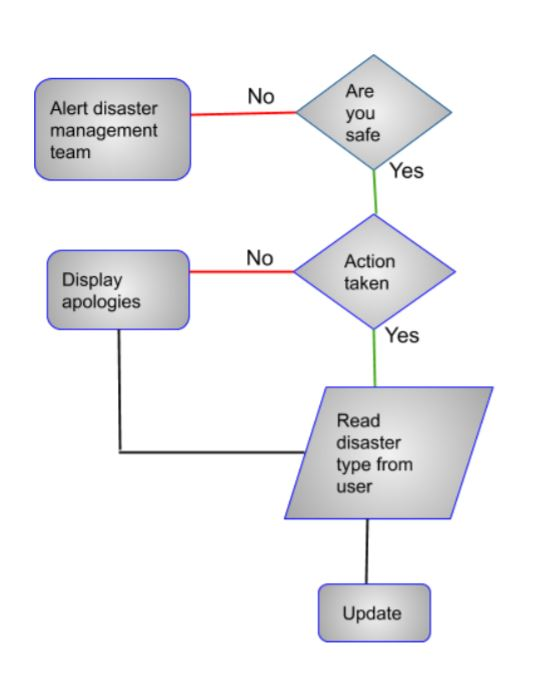 Are
you
safe
No
Alert disaster
management
team
Yes
Action
taken
No
Display
apologies
Yes
Read
disaster
type from
user
Update